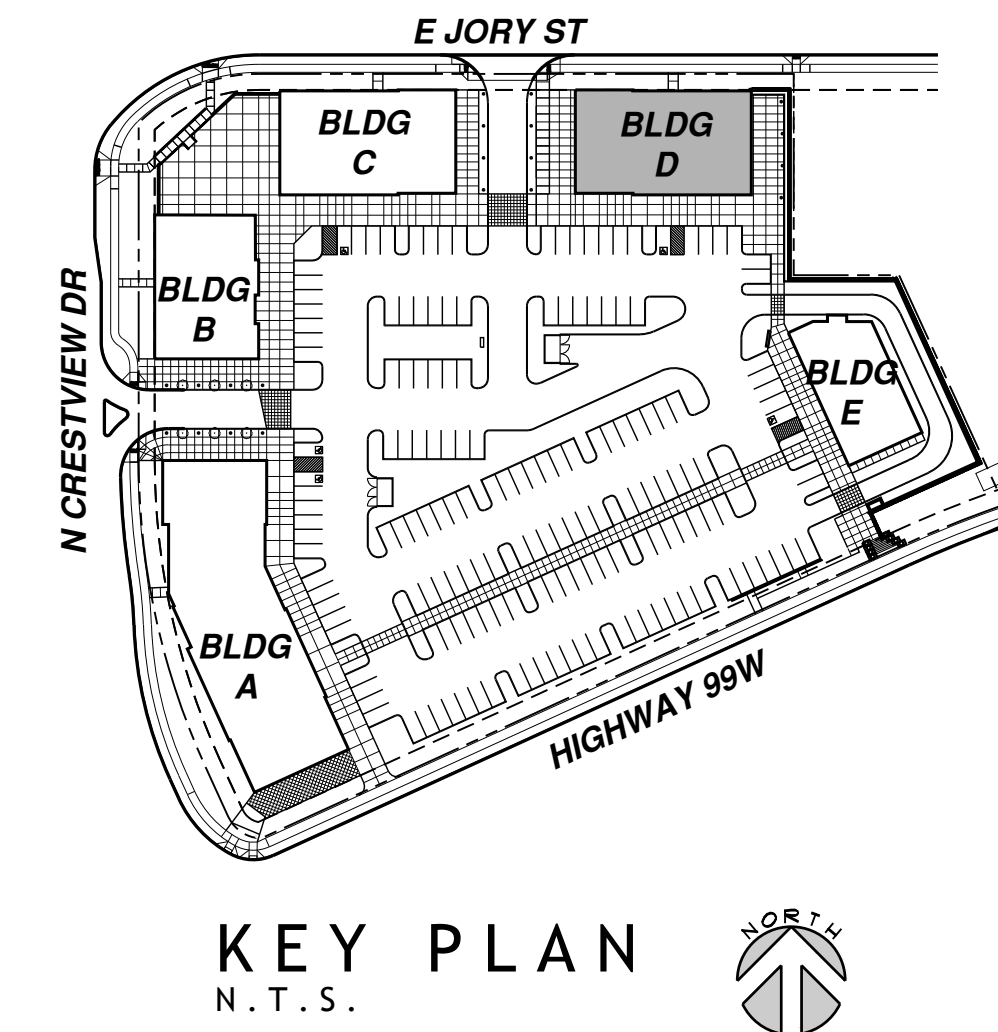 E JORY ST
BLDG
C
BLDG
D
N CRESTVIEW DR
BLDG
B
BLDG
E
BLDG
A
HIGHWAY 99W
KEY PLAN
N.T.S.
NORTH